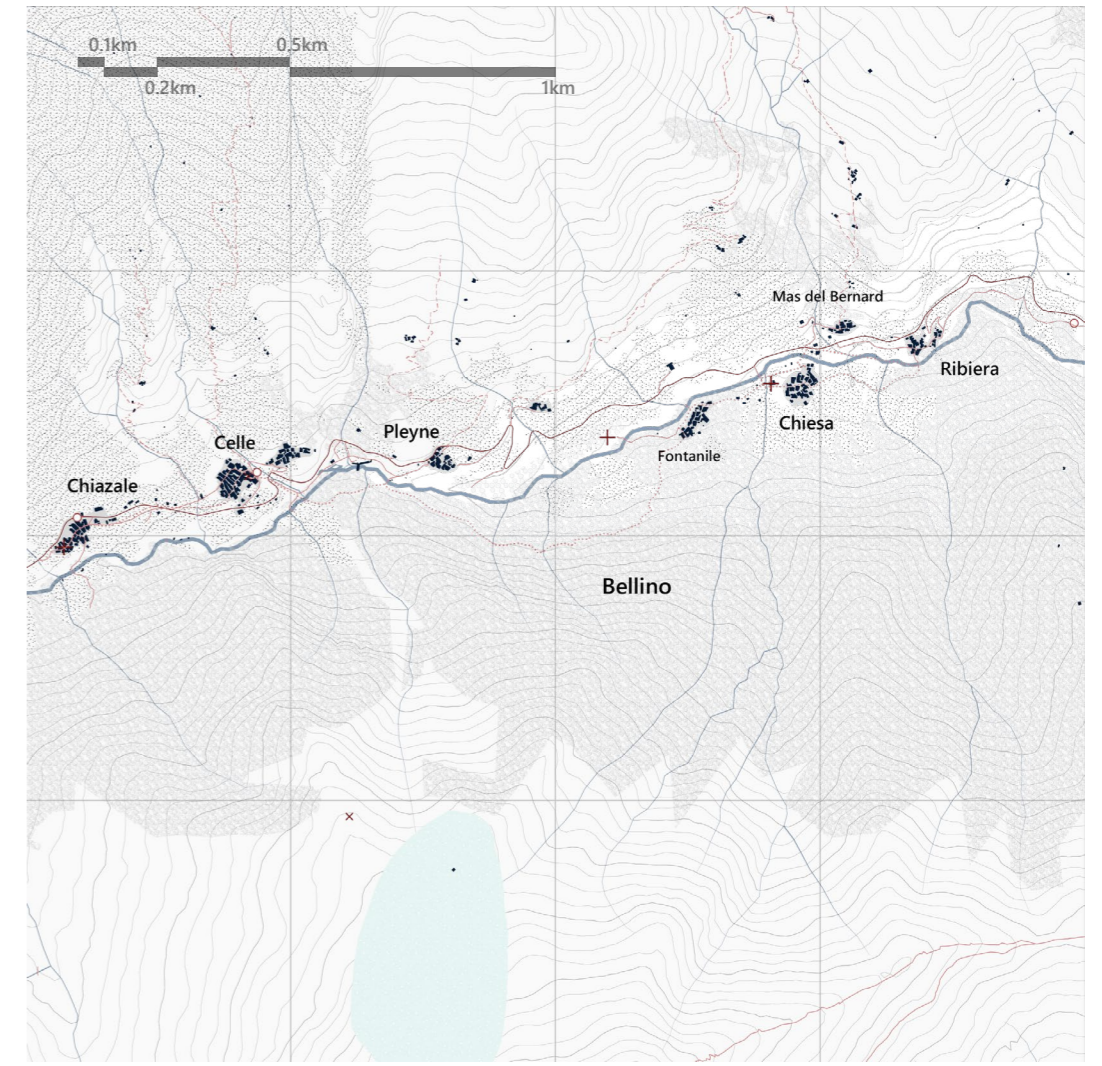 0.1km
0.5km
0.2km
1km
Mas del Bernard
Ribiera
Chiesa
Pleyne
Celle
Fontanile
Chiazale
Bellino